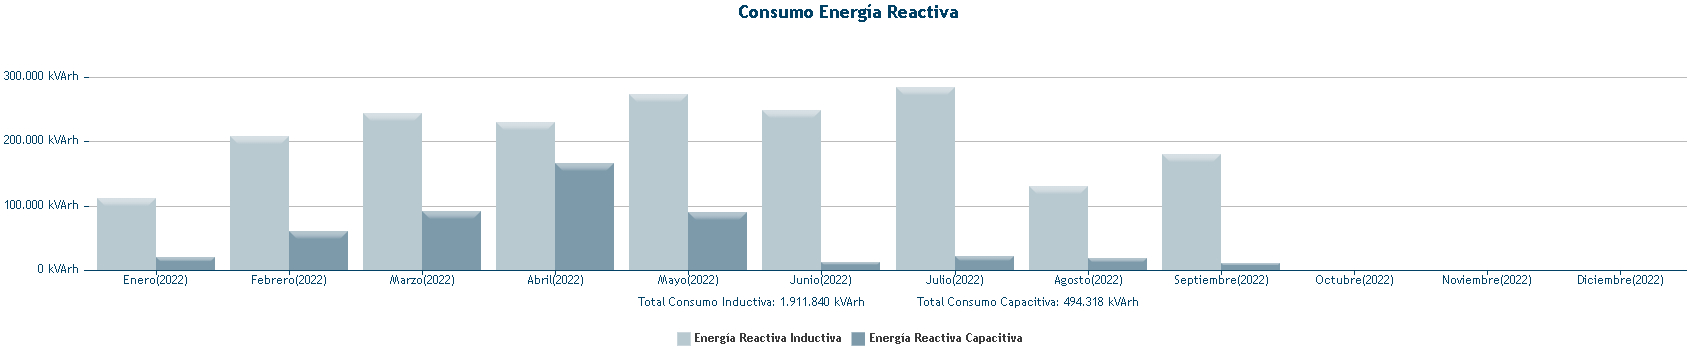 Consumo Energía Reactiva
300.000 kVArh
200.000 kVArh
100.000 kVArh
0 kVArh
Enero(2022) Febrero(2022) Marzo(2022) Abril(2022) Mayo(2022) Junio(2022) Julio(2022) Agosto(2022) Septiembre(2022) Octubre(2022) Noviembre(2022) Diciembre(2022)
Total Consumo Inductiva: 1.911.840 kVArh Total Consumo Capacitiva: 494.318 kVArh
Energía Reactiva Inductiva Energía Reactiva Capacitiva